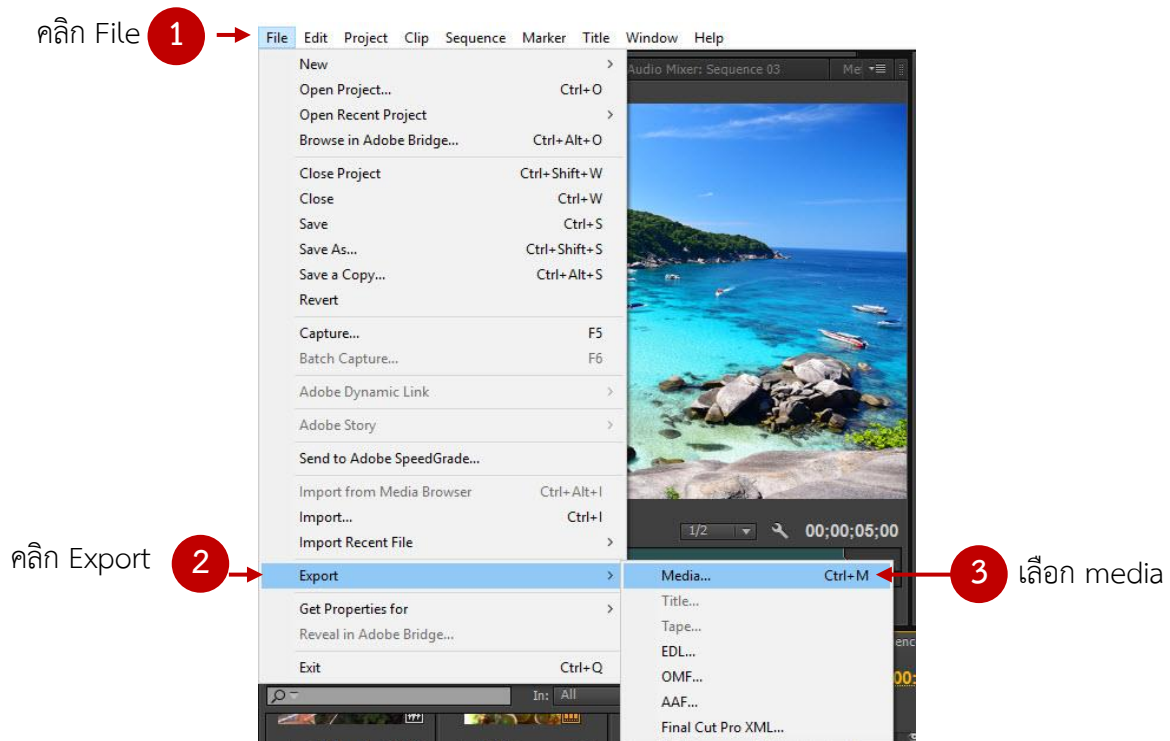 คลิก File 1
File Edit Project Clip Sequence Marker Title Window Help
New >
Audio Mixer: Sequence 03 Me
Open Project... Ctrl+O
Open Recent Project >
Browse in Adobe Bridge... Ctrl+Alt+O
Close Project Ctrl+Shift+W
Close Ctrl+W
Save Ctrl+S
Save As... Ctrl+Shift+S
Save a Copy... Ctrl+Alt+S
Revert
Capture... F5
Batch Capture... F6
Adobe Dynamic Link >
Adobe Story >
Send to Adobe SpeedGrade...
Import from Media Browser Ctrl+Alt+I
Import... Ctrl+I
1/2 00;00;05;00
Import Recent File >
คลิก Export 2
Export >
Media... Ctrl+M
3 เลือก media
Title...
Get Properties for >
Tape...
Reveal in Adobe Bridge...
EDL...
Exit Ctrl+Q
OMF...
00:
In: All
AAF...
Final Cut Pro XML...